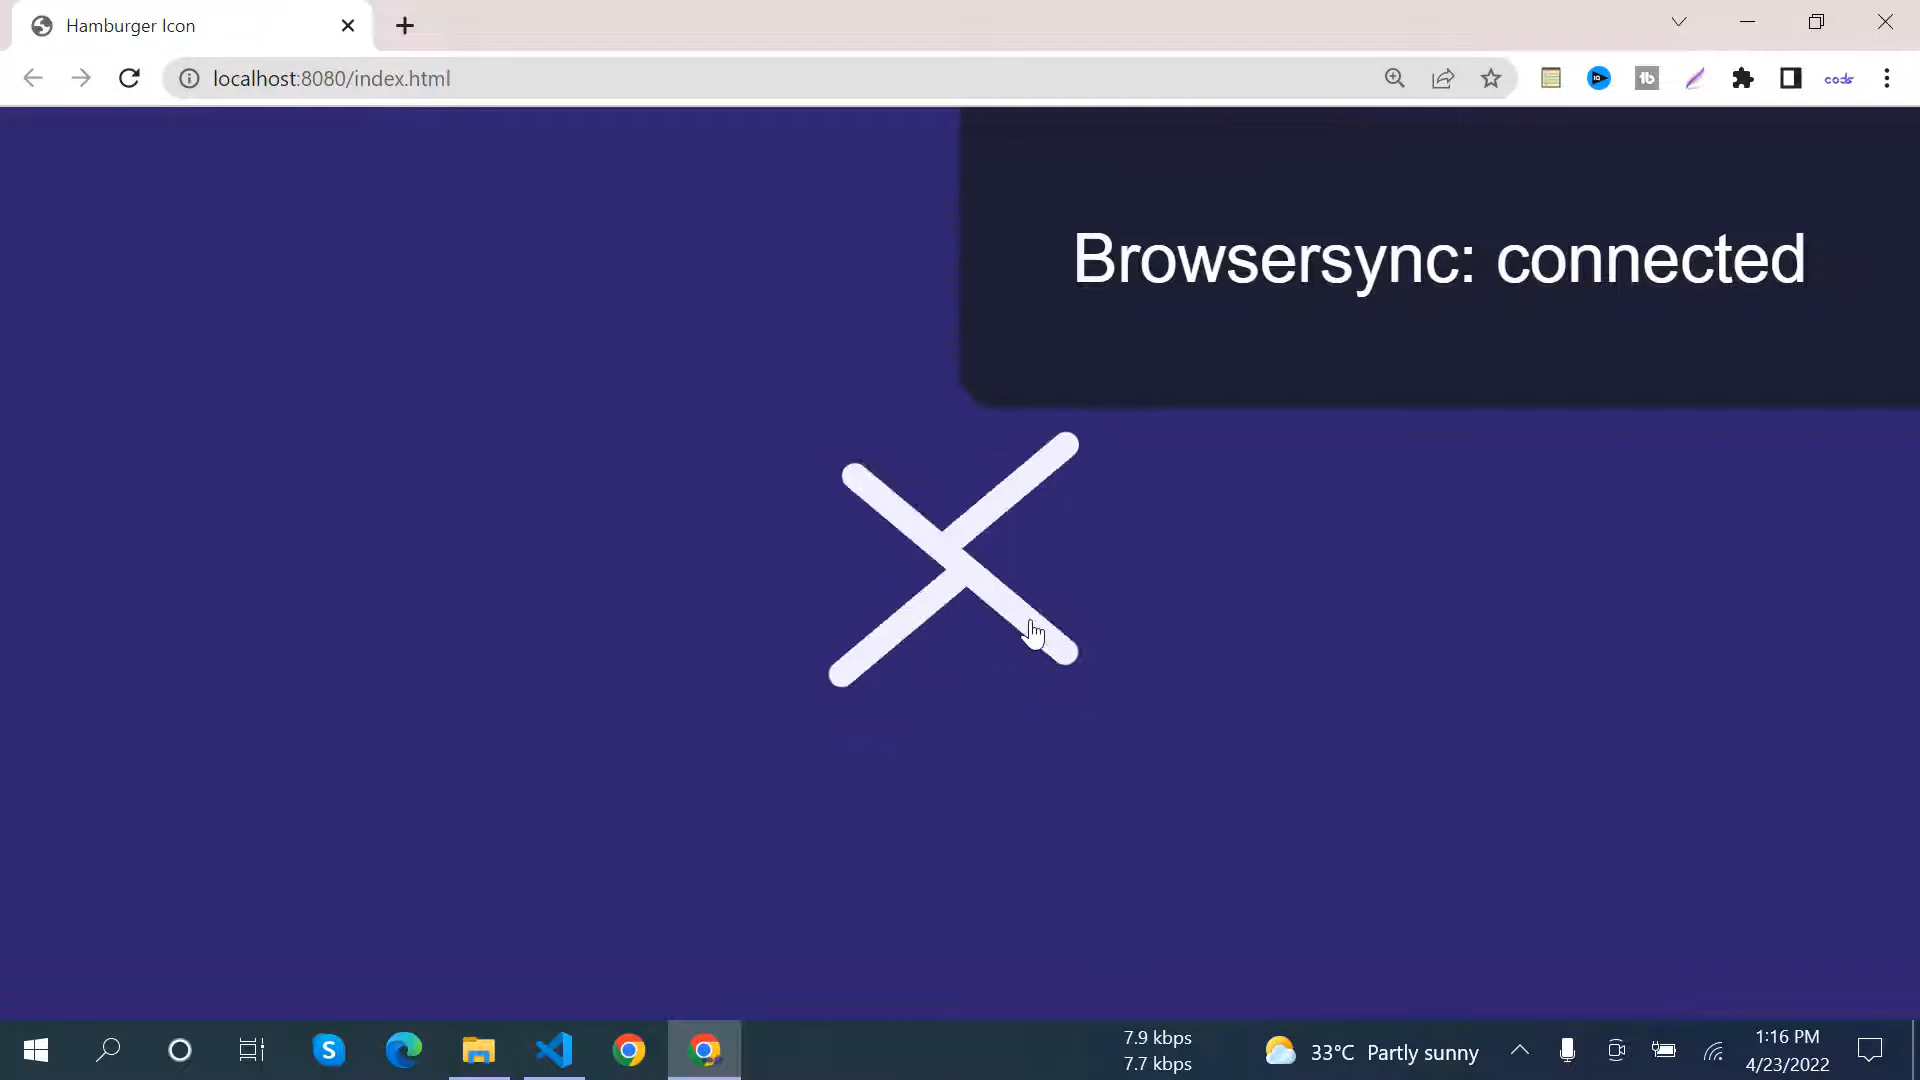 Hamburger Icon
localhost:8080/index.html
code
Browsersync: connected
7.9 kbps
7.7 kbps
33°C Partly sunny
1:16 PM
4/23/2022